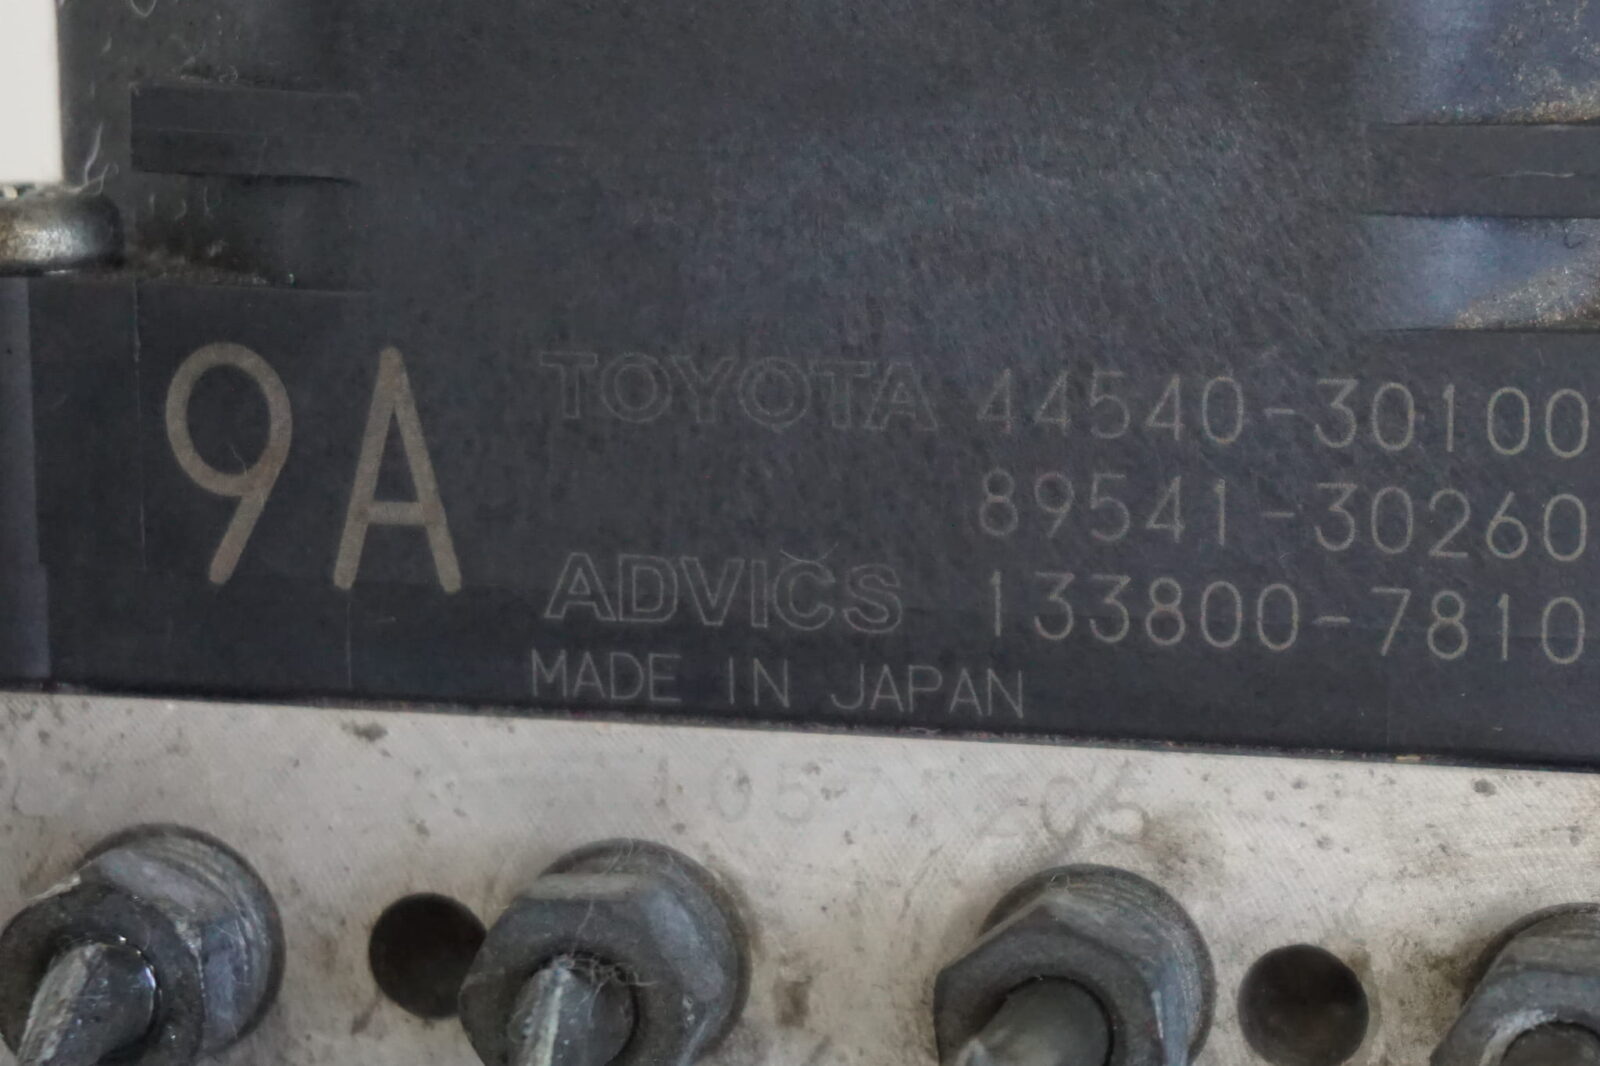 9A
TOYOTA 44540-30100
89541-30260
ADVICS 133800-7810
MADE IN JAPAN